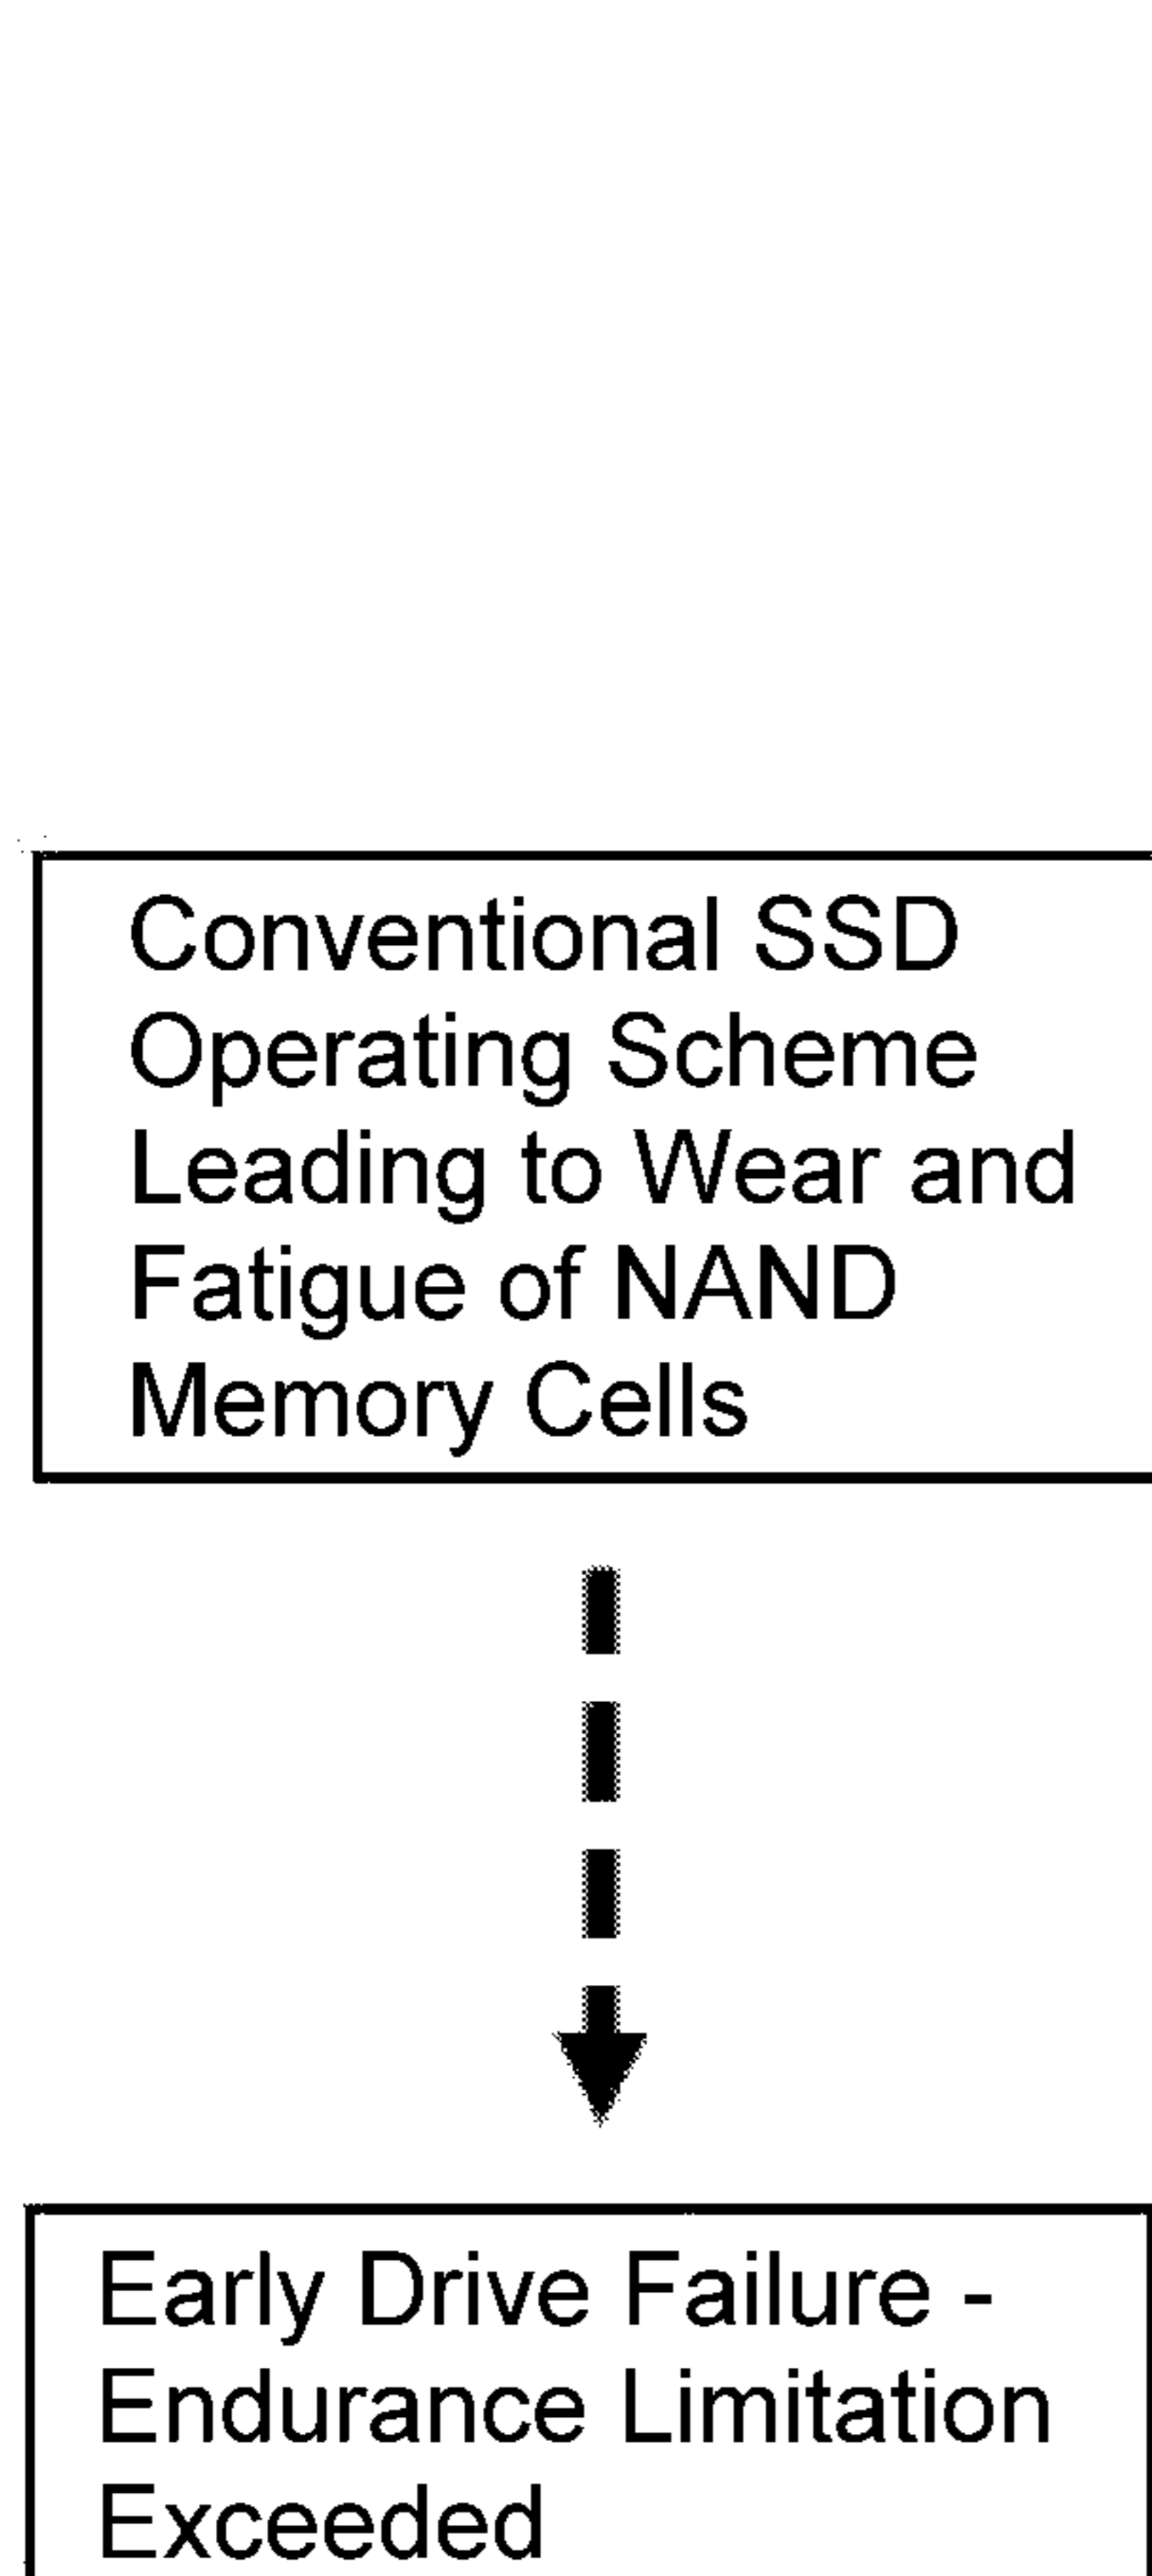 Conventional SSD
Operating Scheme
Leading to Wear and
Fatigue of NAND
Memory Cells
Early Drive Failure -
Endurance Limitation
Exceeded